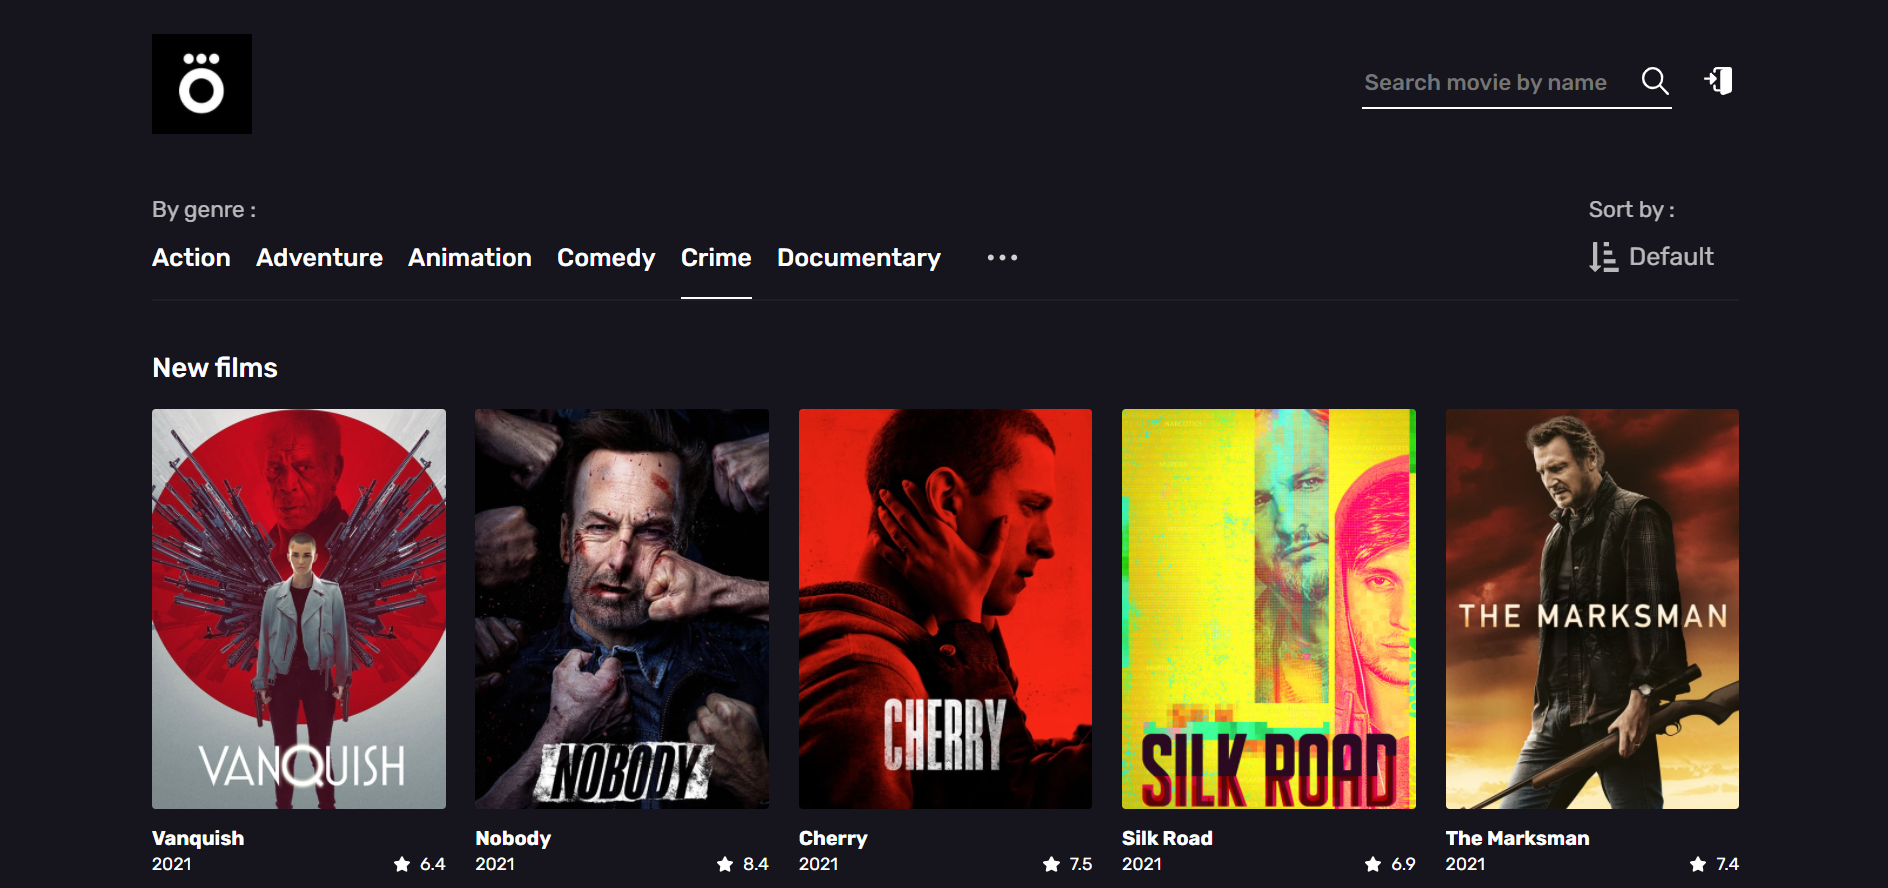 ö
Search movie by name
By genre :
Sort by :
Action Adventure Animation Comedy Crime Documentary •••
Default
New films
VANQUISH
NOBODY
CHERRY
SILK ROAD
THE MARKSMAN
Vanquish
2021 6.4
Nobody
2021 8.4
Cherry
2021 7.5
Silk Road
2021 6.9
The Marksman
2021 7.4